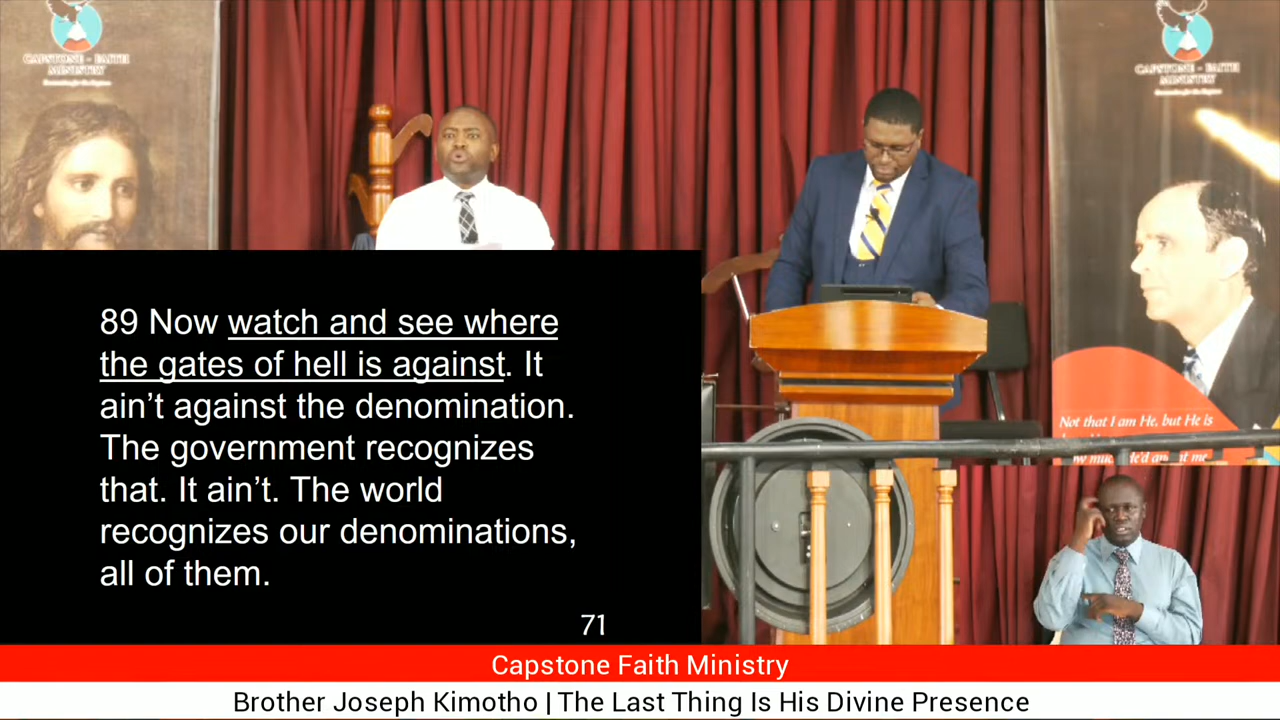 CAPSTONE - FAITH
MINISTRY
CAPSTONE - FAITH
MINISTRY
89 Now watch and see where
the gates of hell is against. It
ain't against the denomination.
The government recognizes
that. It ain't. The world
recognizes our denominations,
all of them.
71
Not that I am He, but He is
Capstone Faith Ministry
Brother Joseph Kimotho | The Last Thing Is His Divine Presence